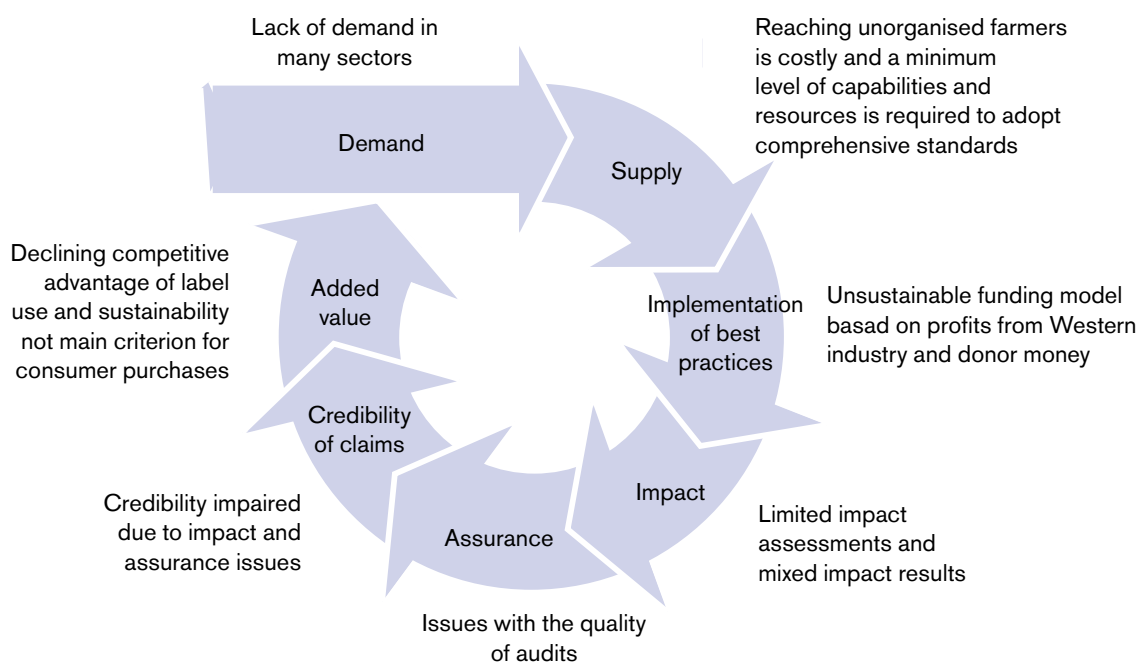 Lack of demand in
many sectors
Demand
Supply
Reaching unorganised farmers
is costly and a minimum
level of capabilities and
resources is required to adopt
comprehensive standards
Implementation
of best
practices
Unsustainable funding model
basad on profits from Western
industry and donor money
Impact
Limited impact
assessments and
mixed impact results
Assurance
Issues with the quality
of audits
Credibility
of claims
Credibility impaired
due to impact and
assurance issues
Added
value
Declining competitive
advantage of label
use and sustainability
not main criterion for
consumer purchases